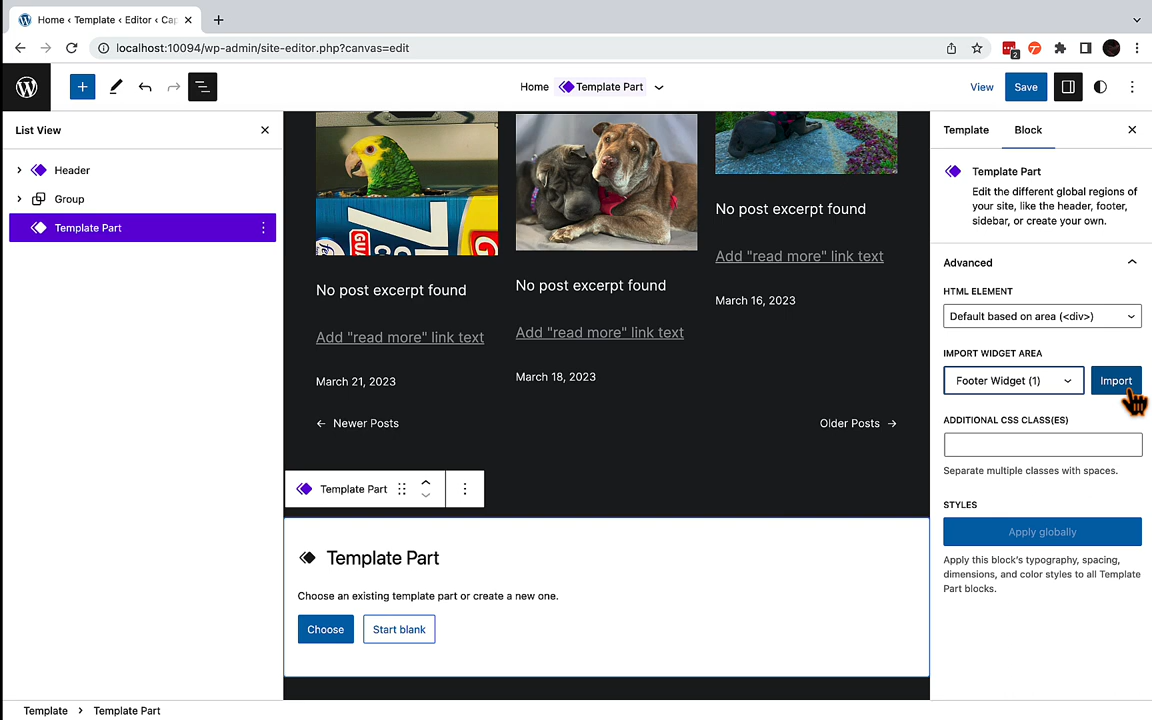 Home ‹ Template ‹ Editor ‹ Cap
localhost:10094/wp-admin/site-editor.php?canvas=edit
2
Home
Template Part
View
Save
List View
Header
Group
Template Part
No post excerpt found
Add "read more" link text
March 21, 2023
No post excerpt found
Add "read more" link text
March 18, 2023
No post excerpt found
Add "read more" link text
March 16, 2023
← Newer Posts
Older Posts →
Template Part
Template Part
Choose an existing template part or create a new one.
Choose
Start blank
Template
Block
Template Part
Edit the different global regions of
your site, like the header, footer,
sidebar, or create your own.
Advanced
HTML ELEMENT
Default based on area (<div>)
IMPORT WIDGET AREA
Footer Widget (1)
Import
ADDITIONAL CSS CLASS(ES)
Separate multiple classes with spaces.
STYLES
Apply globally
Apply this block's typography, spacing,
dimensions, and color styles to all Template
Part blocks.
Template > Template Part